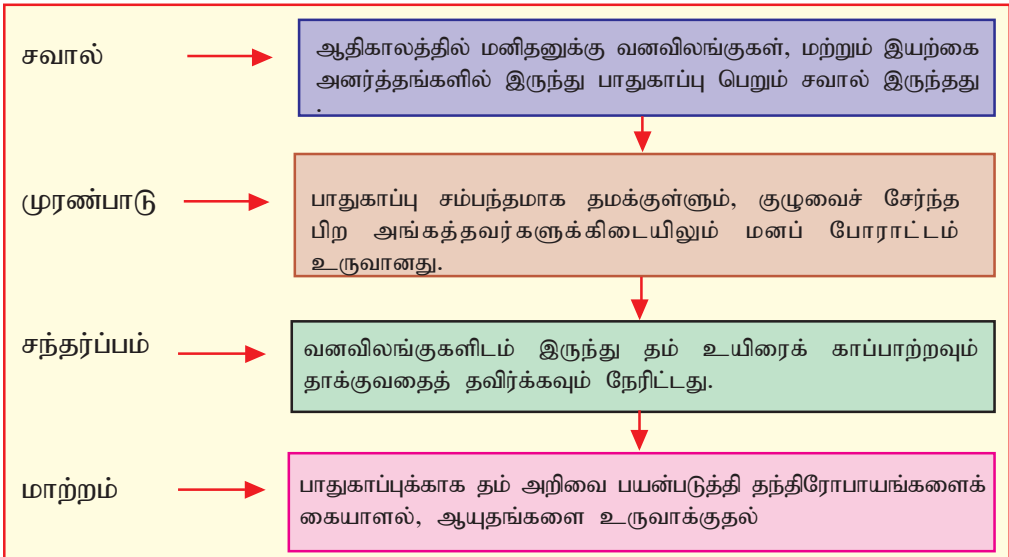 சவால்
ஆதிகாலத்தில் மனிதனுக்கு வனவிலங்குகள், மற்றும் இயற்கை
அனர்த்தங்களில் இருந்து பாதுகாப்பு பெறும் சவால் இருந்தது
.
முரண்பாடு
பாதுகாப்பு சம்பந்தமாக தமக்குள்ளும், குழுவைச் சேர்ந்த
பிற அங்கத்தவர்களுக்கிடையிலும் மனப் போராட்டம்
உருவானது.
சந்தர்ப்பம்
வனவிலங்குகளிடம் இருந்து தம் உயிரைக் காப்பாற்றவும்
தாக்குவதைத் தவிர்க்கவும் நேரிட்டது.
மாற்றம்
பாதுகாப்புக்காக தம் அறிவை பயன்படுத்தி தந்திரோபாயங்களைக்
கையாளல், ஆயுதங்களை உருவாக்குதல்